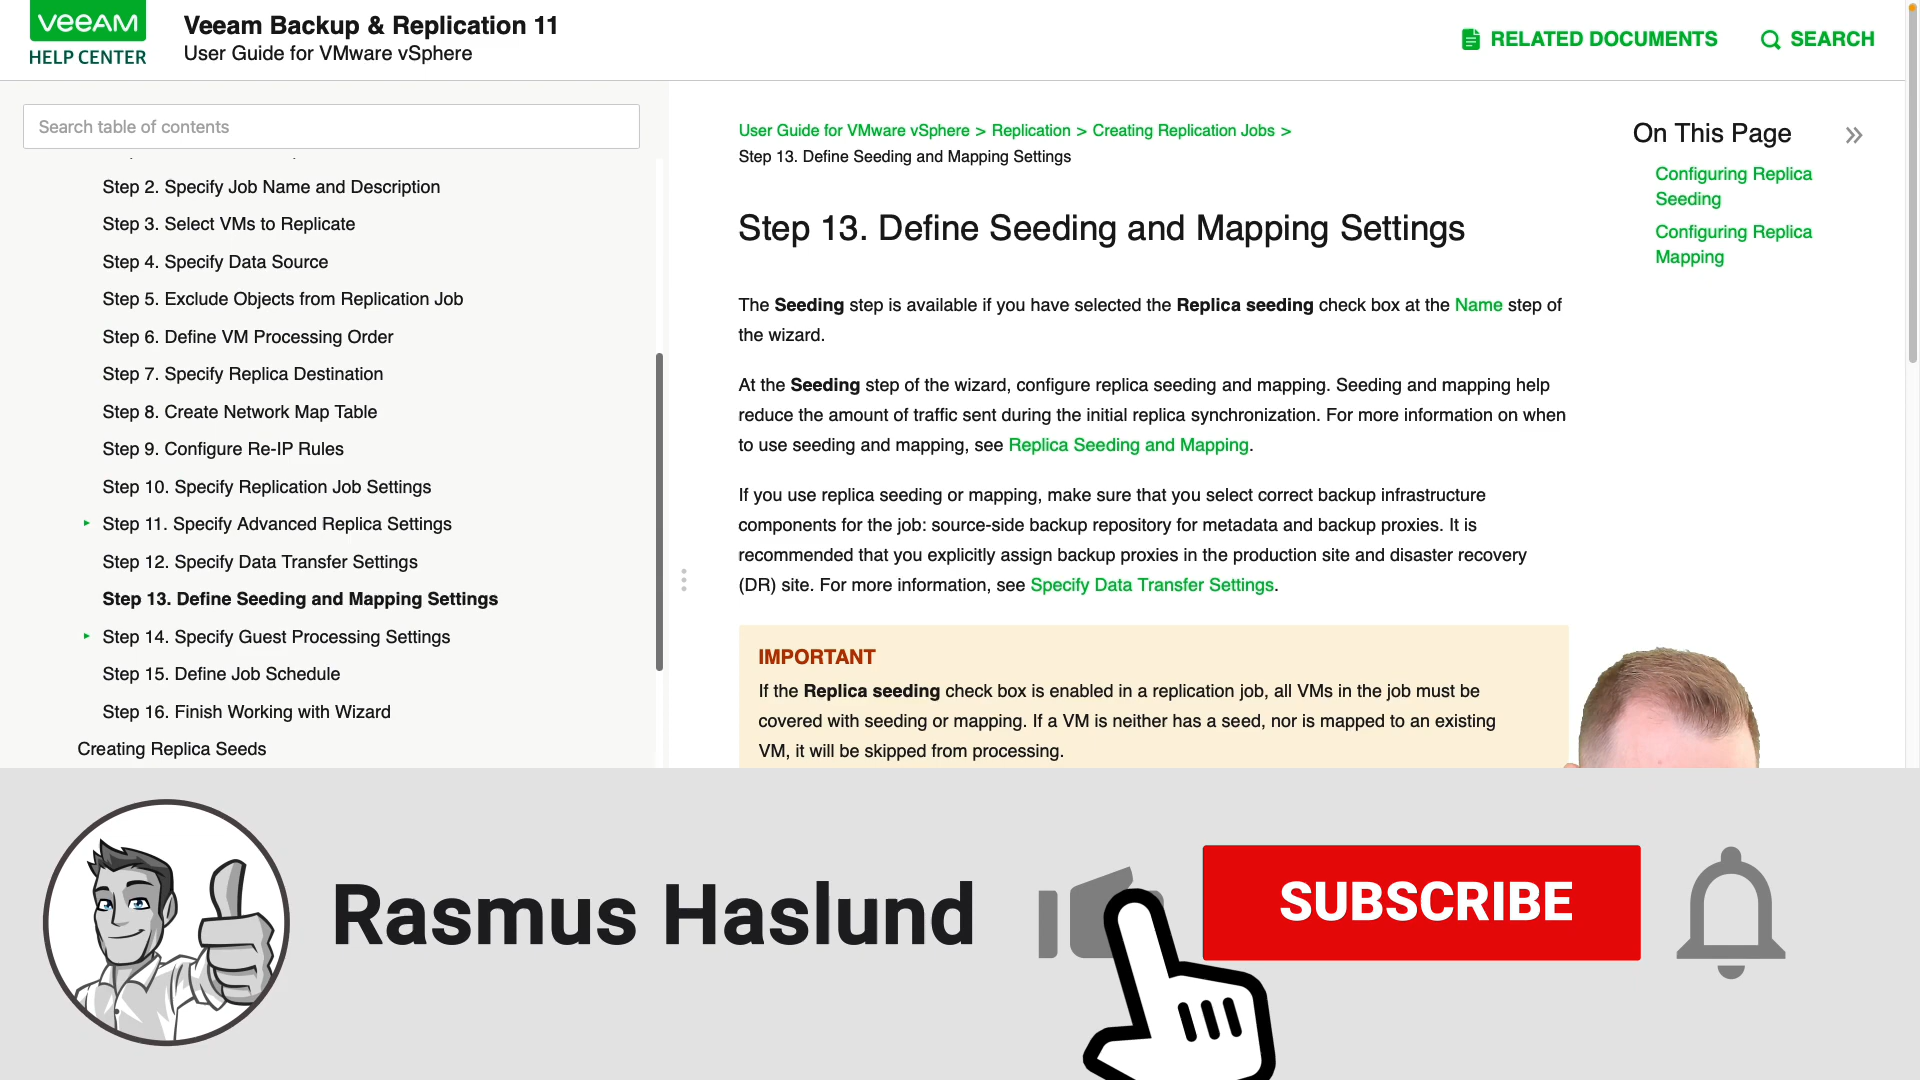 veeAM
HELP CENTER
Veeam Backup & Replication 11
User Guide for VMware vSphere
RELATED DOCUMENTS
SEARCH
Search table of contents
Step 2. Specify Job Name and Description
Step 3. Select VMs to Replicate
Step 4. Specify Data Source
Step 5. Exclude Objects from Replication Job
Step 6. Define VM Processing Order
Step 7. Specify Replica Destination
Step 8. Create Network Map Table
Step 9. Configure Re-IP Rules
Step 10. Specify Replication Job Settings
Step 11. Specify Advanced Replica Settings
Step 12. Specify Data Transfer Settings
Step 13. Define Seeding and Mapping Settings
Step 14. Specify Guest Processing Settings
Step 15. Define Job Schedule
Step 16. Finish Working with Wizard
Creating Replica Seeds
User Guide for VMware vSphere > Replication > Creating Replication Jobs >
Step 13. Define Seeding and Mapping Settings
Step 13. Define Seeding and Mapping Settings
The Seeding step is available if you have selected the Replica seeding check box at the Name step of
the wizard.
At the Seeding step of the wizard, configure replica seeding and mapping. Seeding and mapping help
reduce the amount of traffic sent during the initial replica synchronization. For more information on when
to use seeding and mapping, see Replica Seeding and Mapping.
If you use replica seeding or mapping, make sure that you select correct backup infrastructure
components for the job: source-side backup repository for metadata and backup proxies. It is
recommended that you explicitly assign backup proxies in the production site and disaster recovery
(DR) site. For more information, see Specify Data Transfer Settings.
IMPORTANT
If the Replica seeding check box is enabled in a replication job, all VMs in the job must be
covered with seeding or mapping. If a VM is neither has a seed, nor is mapped to an existing
VM, it will be skipped from processing.
On This Page
Configuring Replica
Seeding
Configuring Replica
Mapping
Rasmus Haslund
SUBSCRIBE